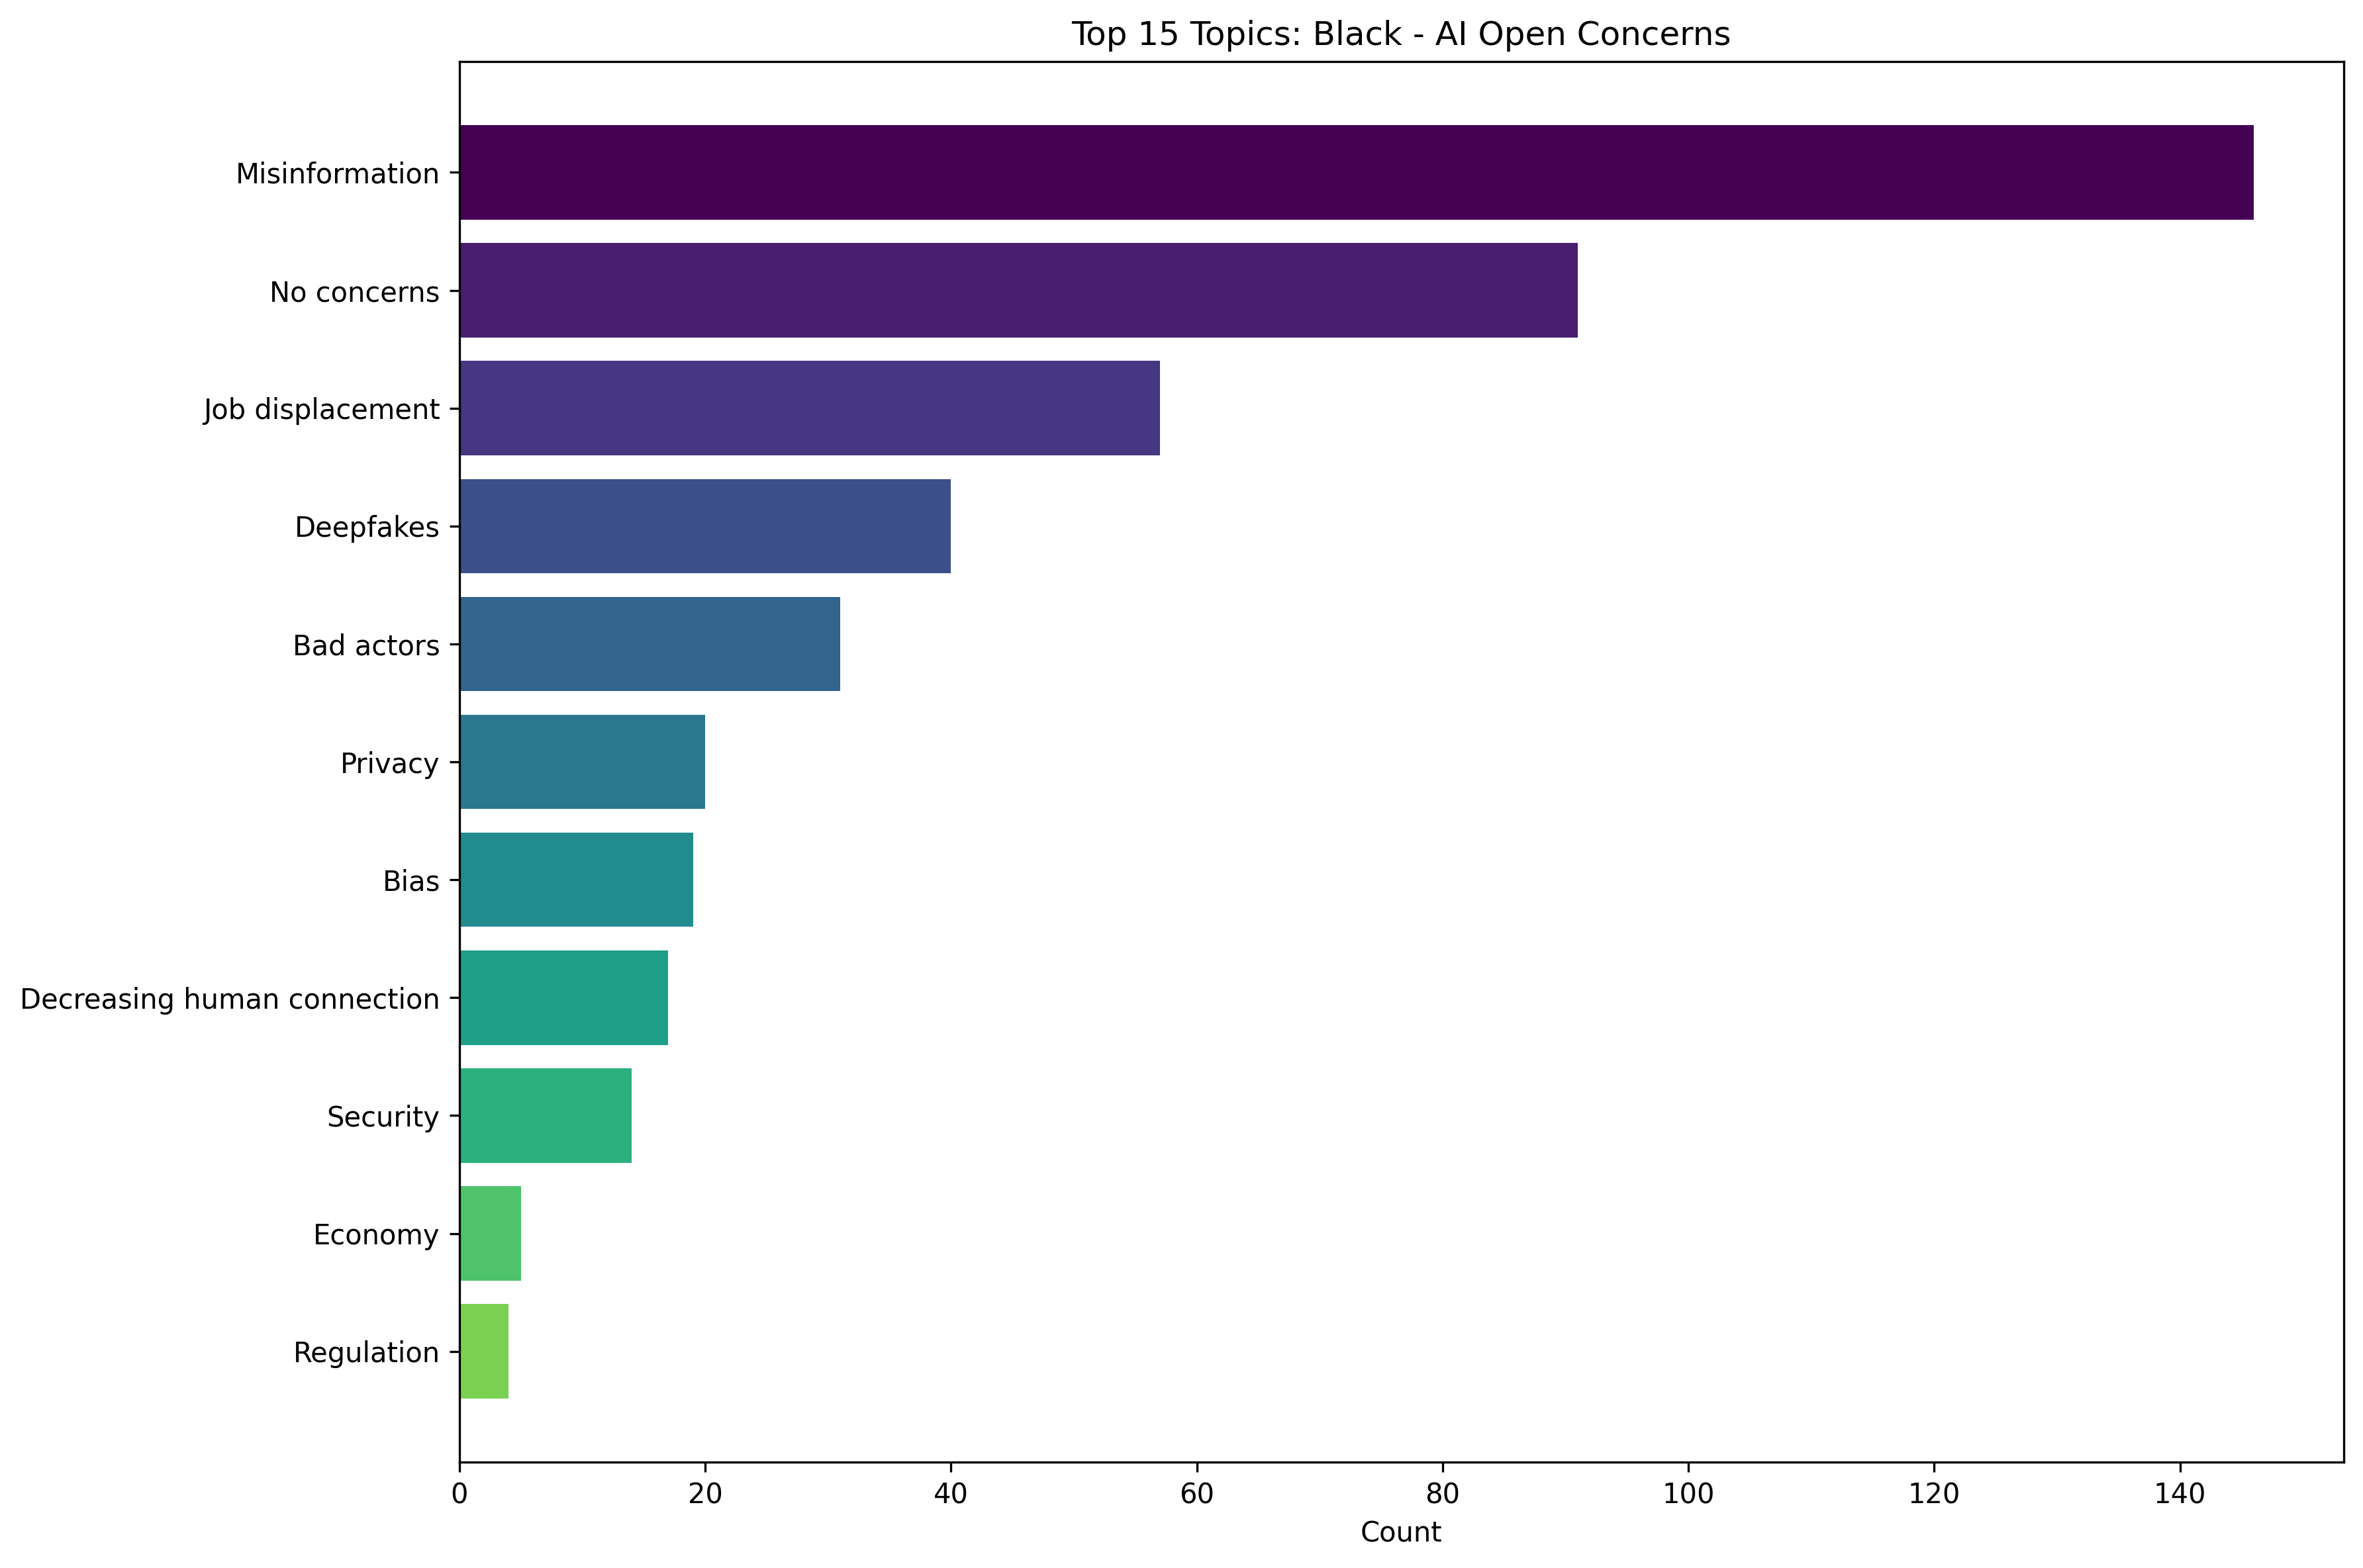 Top 15 Topics: Black - AI Open Concerns
Misinformation
No concerns
Job displacement
Deepfakes
Bad actors
Privacy
Bias
Decreasing human connection
Security
Economy
Regulation
0 20 40 60 80 100 120 140
Count